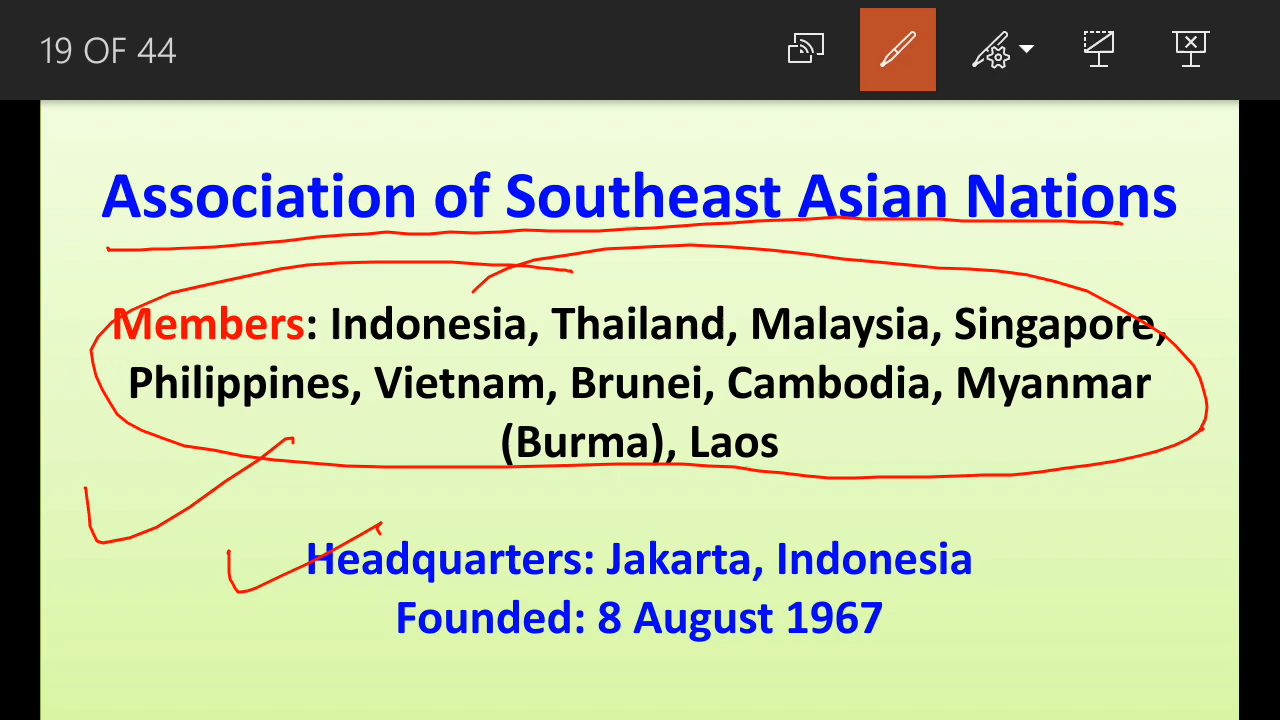 19 OF 44
Association of Southeast Asian Nations
Members: Indonesia, Thailand, Malaysia, Singapore,
Philippines, Vietnam, Brunei, Cambodia, Myanmar
(Burma), Laos
Headquarters: Jakarta, Indonesia
Founded: 8 August 1967